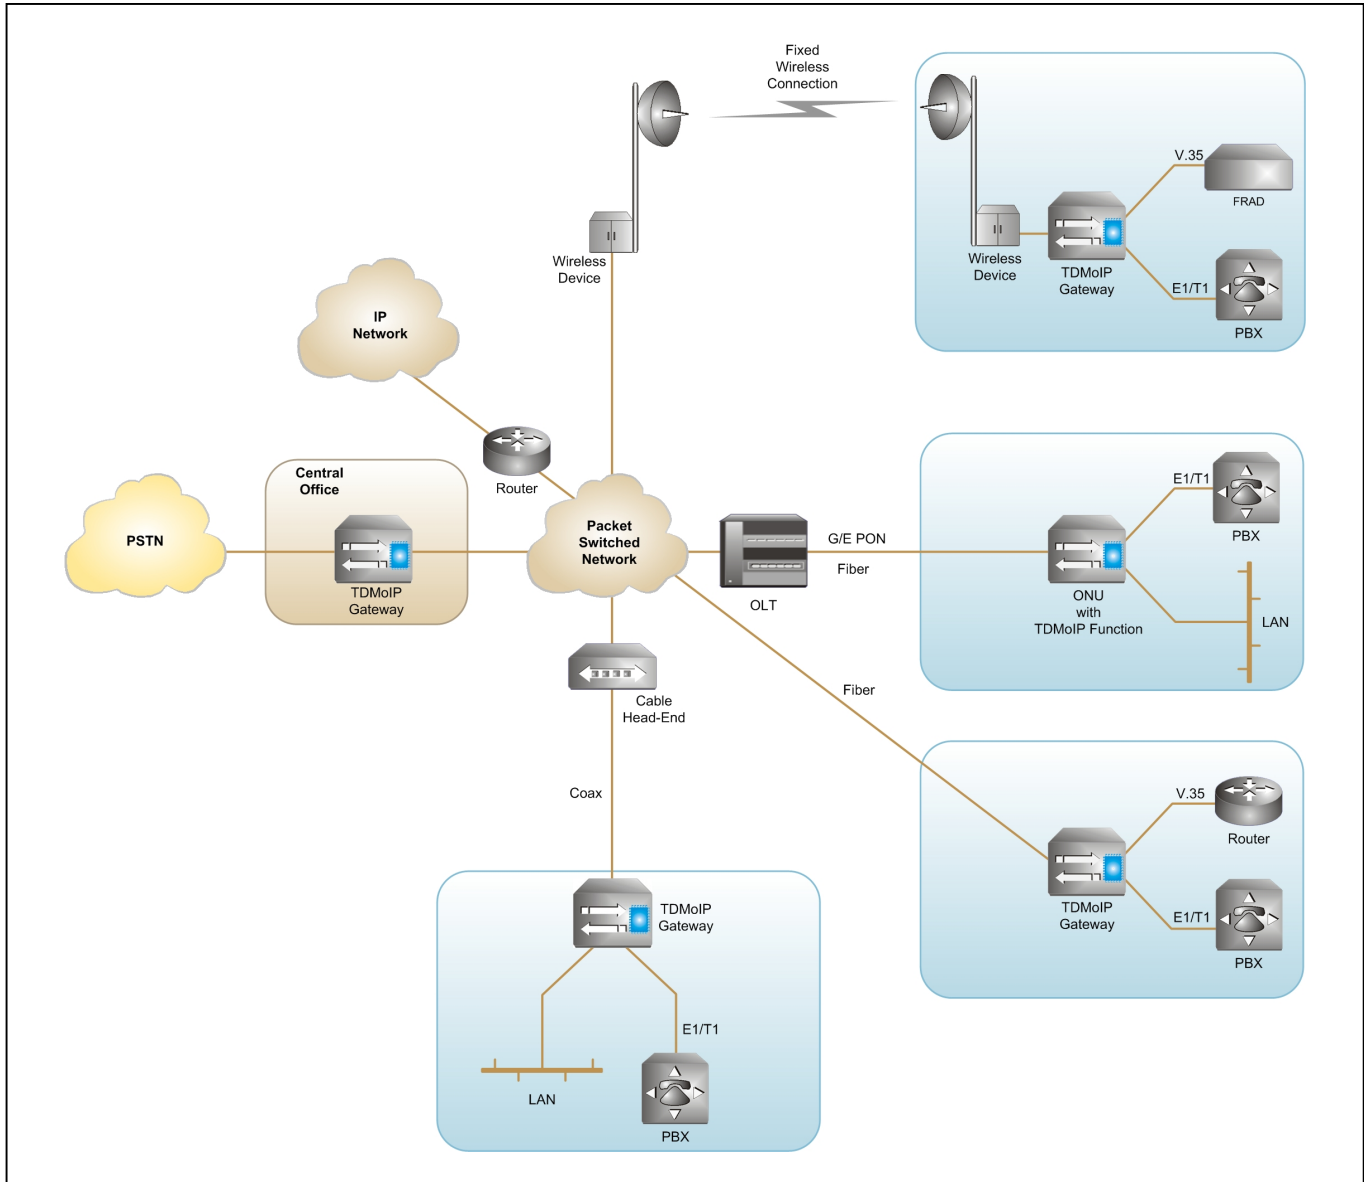 Fixed
Wireless
Connection
V.35
FRAD
Wireless
Device
Wireless
Device
TDMoIP
Gateway
E1/T1
PBX
IP
Network
Router
Central
Office
PSTN
TDMoIP
Gateway
Packet
Switched
Network
OLT
G/E PON
Fiber
E1/T1
PBX
ONU
with
TDMoIP Function
LAN
Cable
Head-End
Fiber
Coax
V.35
Router
TDMoIP
Gateway
E1/T1
PBX
TDMoIP
Gateway
E1/T1
LAN
PBX